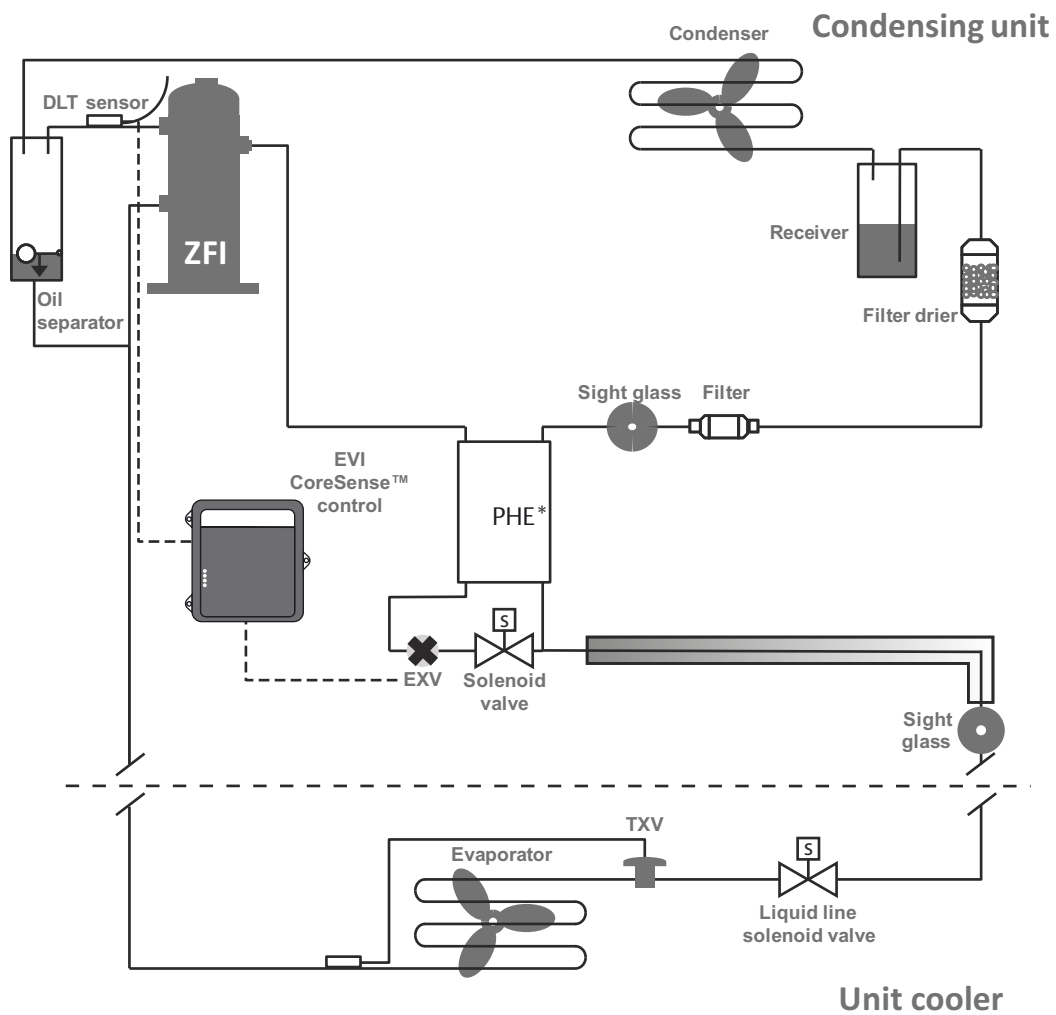 Condensing unit
Condenser
DLT sensor
ZFI
Receiver
Oil
separator
Filter drier
Sight glass
Filter
EVI
CoreSense™
control
PHE*
S
EXV
Solenoid
valve
Sight
glass
TXV
S
Evaporator
Liquid line
solenoid valve
Unit cooler